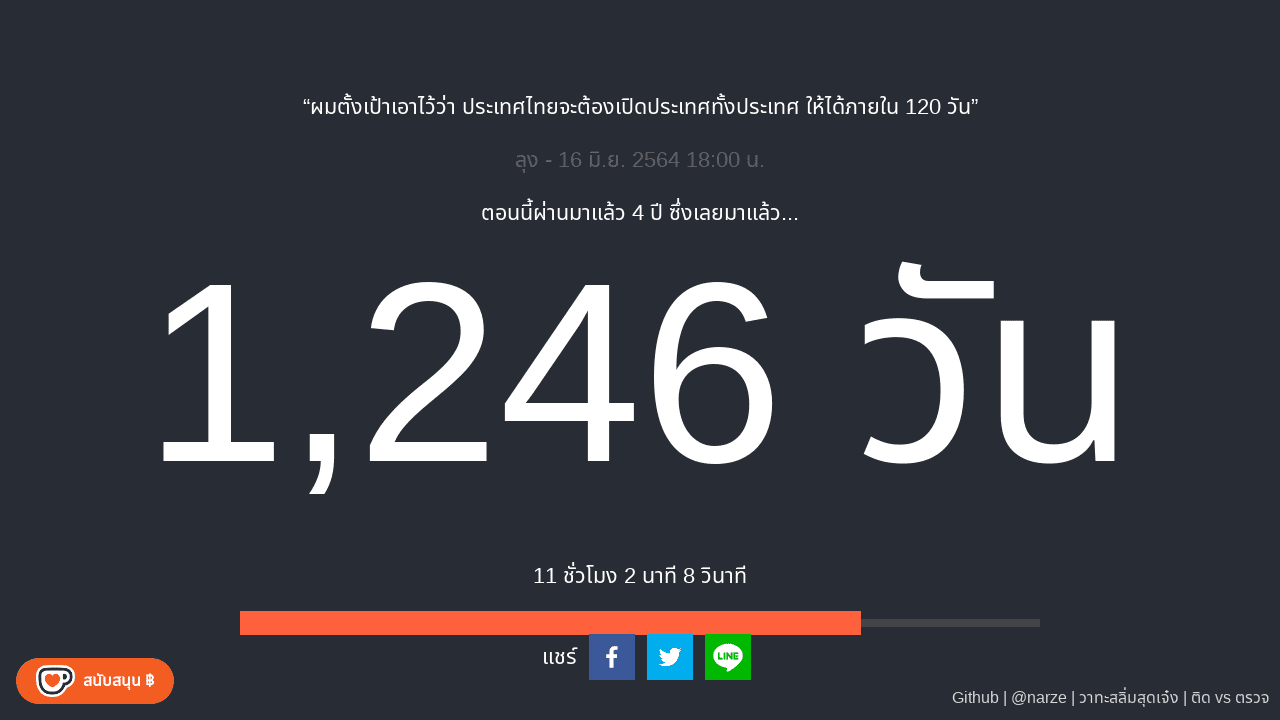 “ผมตั้งเป้าเอาไว้ว่า ประเทศไทยจะต้องเปิดประเทศทั้งประเทศ ให้ได้ภายใน 120 วัน”
ลุง - 16 มิ.ย. 2564 18:00 น.
ตอนนี้ผ่านมาแล้ว 4 ปี ซึ่งเลยมาแล้ว...
1,246 วัน
11 ชั่วโมง 2 นาที 8 วินาที
แชร์
LINE
สนับสนุน ฿
Github | @narze | วาทะสลิ่มสุดเจ๋ง | ติด vs ตรวจ